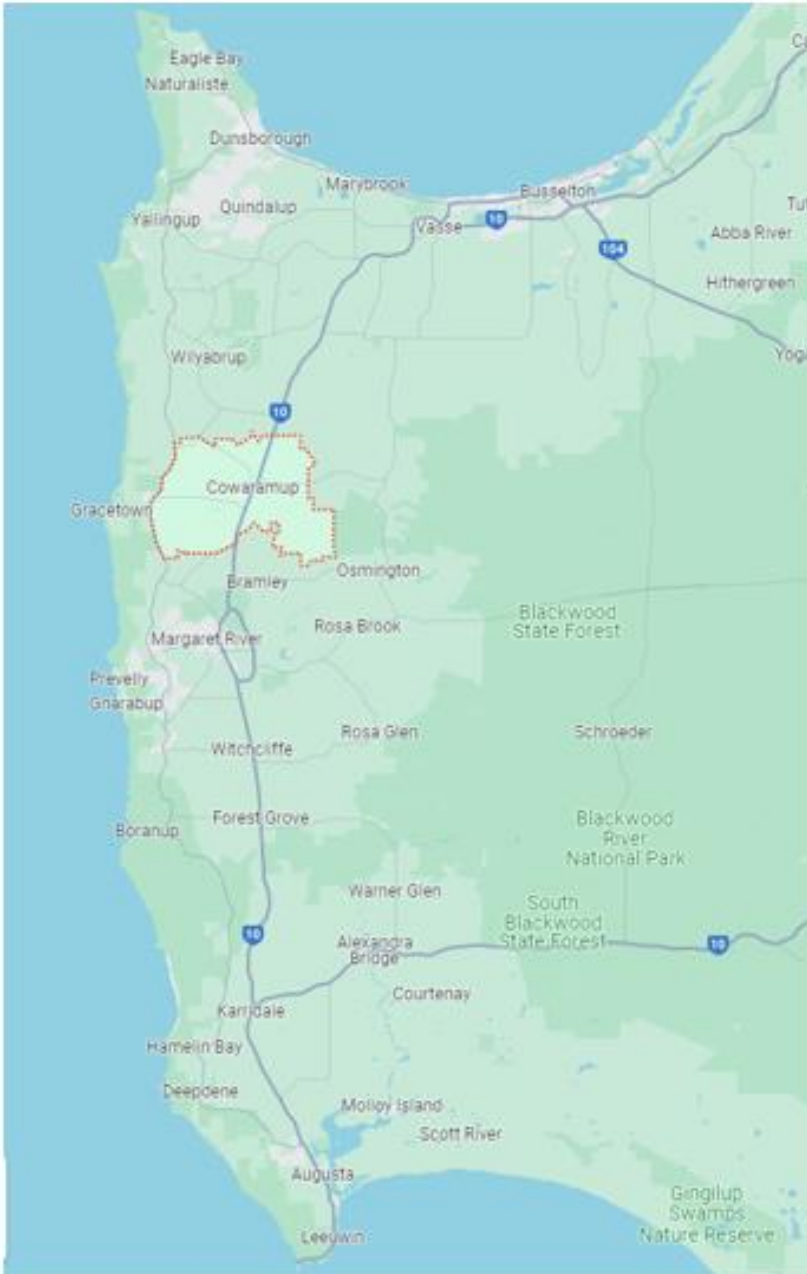 Eagle Bay
Naturaliste
Dunsborough
Marybrook
Busselton
Quindalup
Yallingup
Vasse
10
Abba River
104
Hithergreen
Wilyabrup
10
Cowaramup
Gracetown
Osmington
Bramley
Blackwood
State Forest
Rosa Brook
Margaret River
Prevelly
Gnarabup
Rosa Glen
Schroeder
Witchcliffe
Forest Grove
Blackwood
River
National Park
Boranup
Warner Glen
South
Blackwood
State Forest
10
Alexandra
Bridge
10
Courtenay
Karridale
Hamelin Bay
Deepdene
Molloy Island
Scott River
Augusta
Gingilup
Swamps
Nature Reserve
Leeuwin